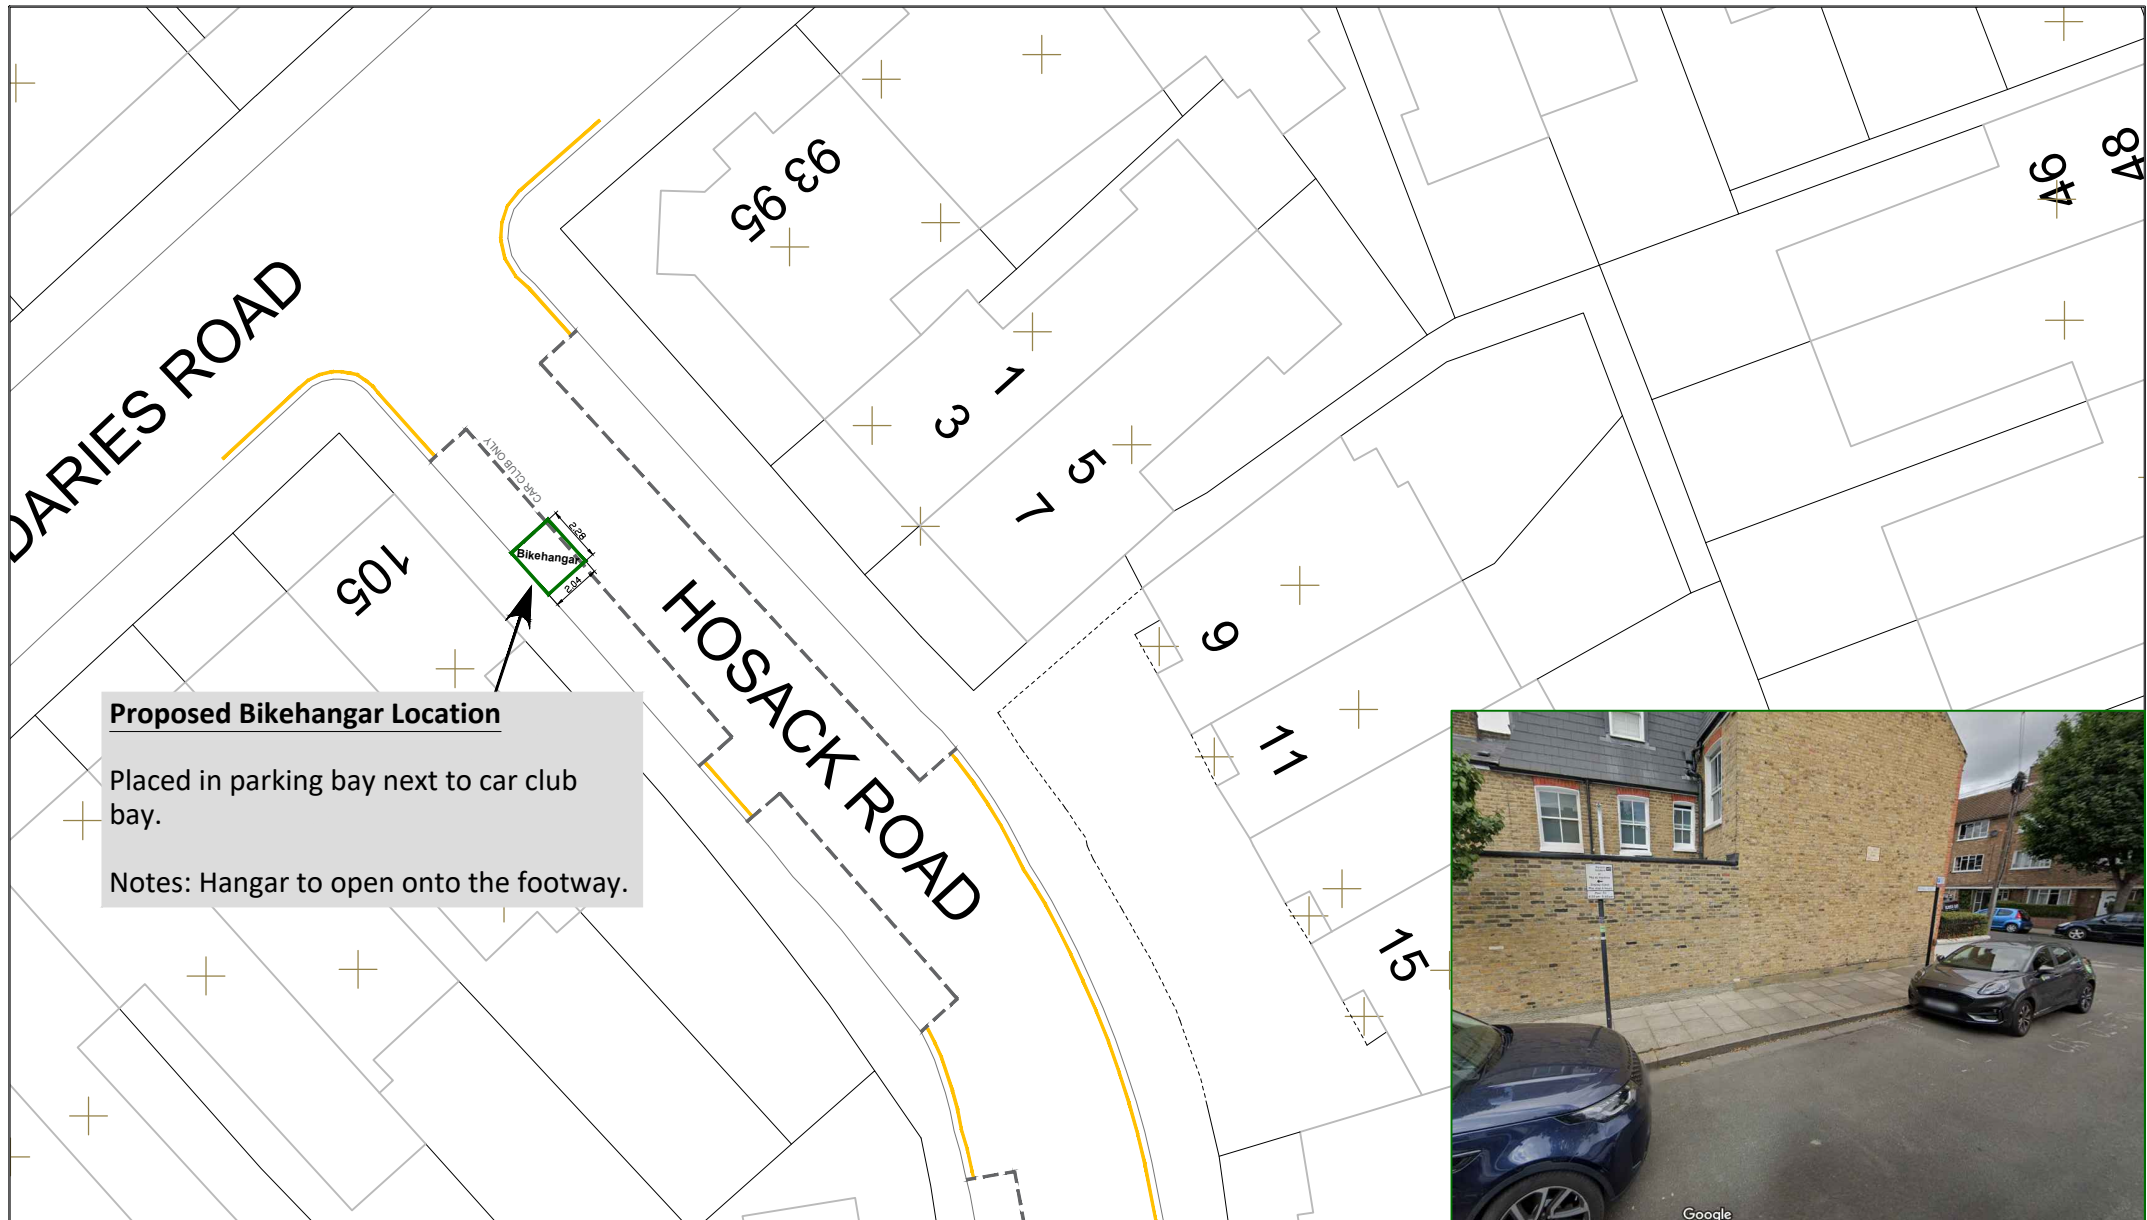 93 95
48
46
DARIES ROAD
1
3
CAR CLUB ONLY
5
7
2.28
Bikehangar
2.04
105
HOSACK ROAD
9
11
15
Proposed Bikehangar Location
Placed in parking bay next to car club
bay.
Notes: Hangar to open onto the footway.
Google